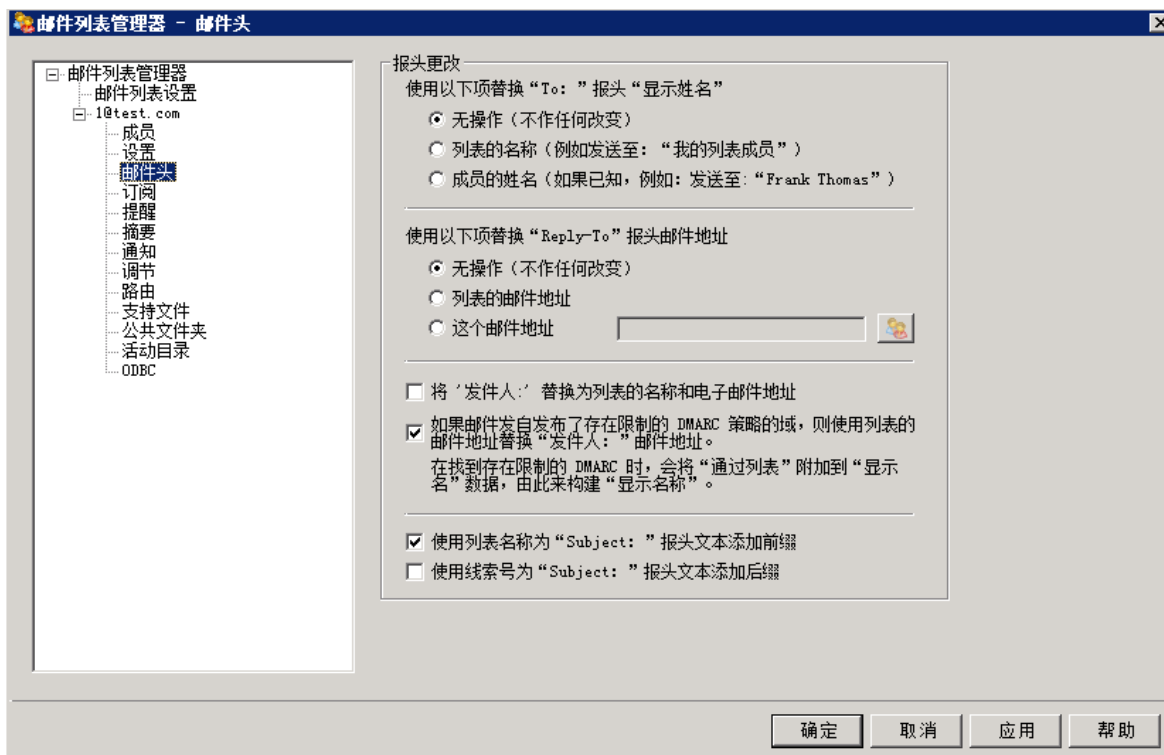 邮件列表管理器 - 邮件头
邮件列表管理器
邮件列表设置
1@test.com
成员
设置
邮件头
订阅
提醒
摘要
通知
调节
路由
支持文件
公共文件夹
活动目录
ODBC
报头更改
使用以下项替换“To: ”报头“显示姓名”
无操作(不作任何改变)
列表的名称(例如发送至: “我的列表成员”)
成员的姓名(如果已知, 例如: 发送至:“Frank Thomas”)
使用以下项替换“Reply-To”报头邮件地址
无操作(不作任何改变)
列表的邮件地址
这个邮件地址
将 '发件人:' 替换为列表的名称和电子邮件地址
如果邮件发自发布了存在限制的 DMARC 策略的域, 则使用列表的
邮件地址替换“发件人: ”邮件地址。
在找到存在限制的 DMARC 时, 会将“通过列表”附加到“显示
名”数据, 由此来构建“显示名称”。
使用列表名称为“Subject: ”报头文本添加前缀
使用线索号为“Subject: ”报头文本添加后缀
确定
取消
应用
帮助